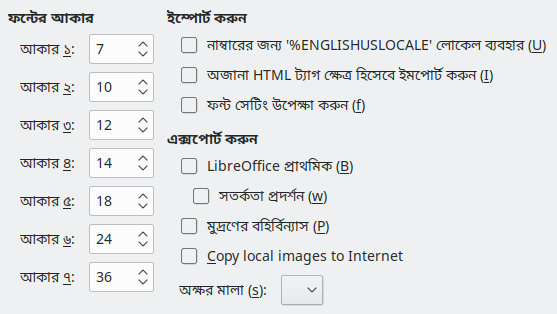 ফন্টের আকার
আকার ১:
7
আকার ২:
10
আকার ৩:
12
আকার ৪:
14
আকার ৫:
18
আকার ৬:
24
আকার ৭:
36
ইম্পোর্ট করুন
নাম্বারের জন্য '%ENGLISHUSLOCALE' লোকেল ব্যবহার (U)
অজানা HTML ট্যাগ ক্ষেত্র হিসেবে ইমপোর্ট করুন (I)
ফন্ট সেটিং উপেক্ষা করুন (f)
এক্সপোর্ট করুন
LibreOffice প্রাথমিক (B)
সতর্কতা প্রদর্শন (w)
মুদ্রণের বহির্বিন্যাস (P)
Copy local images to Internet
অক্ষর মালা (s):